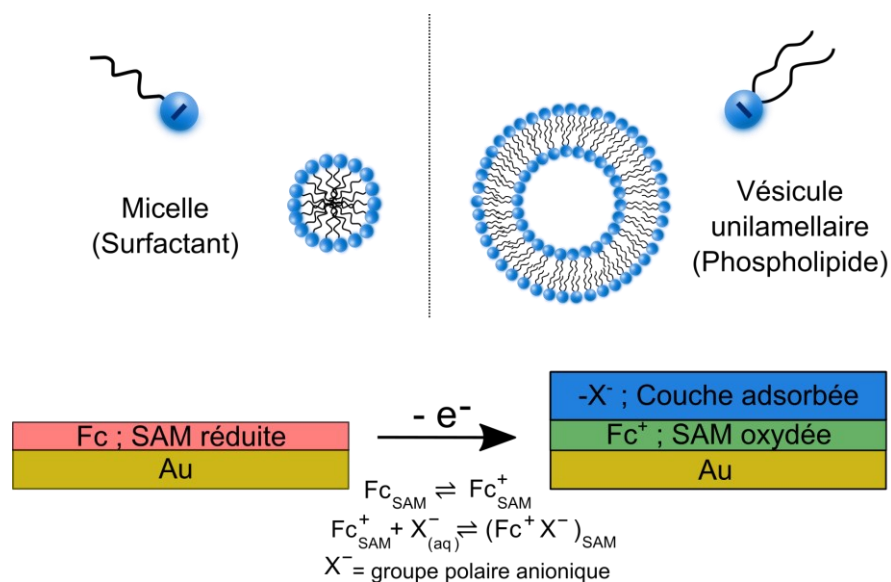 Micelle
(Surfactant)
Vésicule
unilamellaire
(Phospholipide)
Fc ; SAM réduite
Au
- e⁻
-X⁻ ; Couche adsorbée
Fc⁺ ; SAM oxydée
Au
Fc_SAM ⇌ Fc⁺_SAM
Fc⁺_SAM + X⁻_(aq) ⇌ (Fc⁺ X⁻)_SAM
X⁻ = groupe polaire anionique